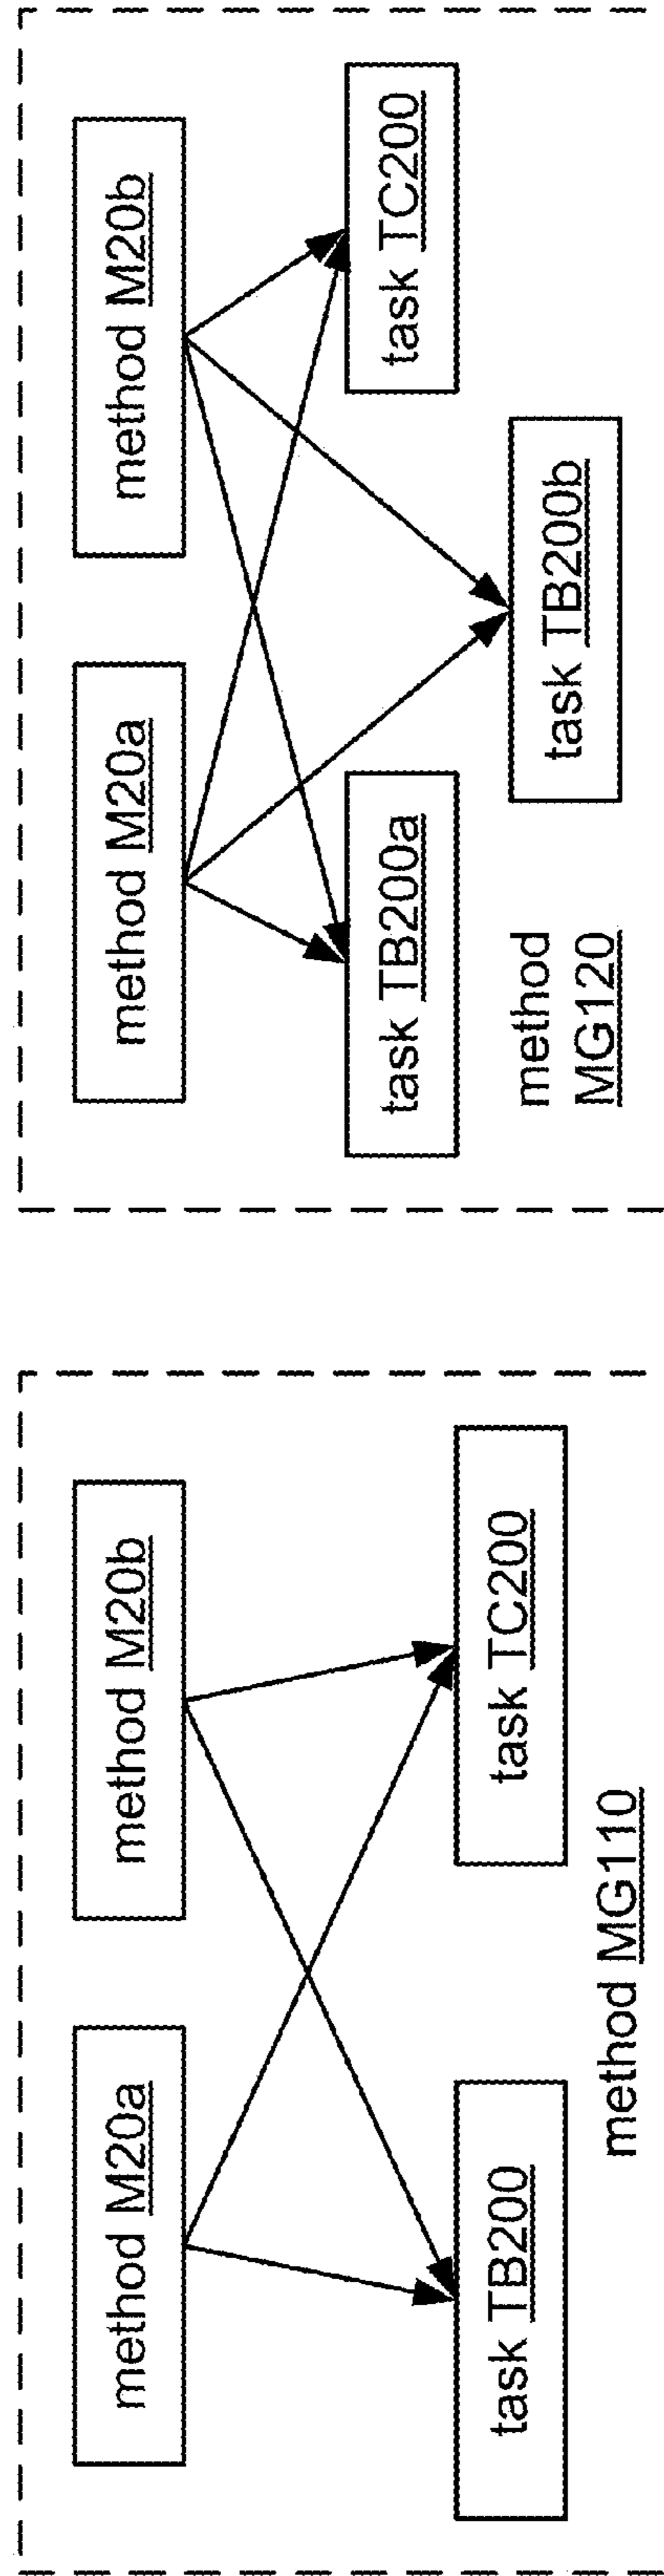 method M20a
method M20b
task TB200
task TC200
method MG110
method M20a
method M20b
task TB200a
task TC200
task TB200b
method
MG120